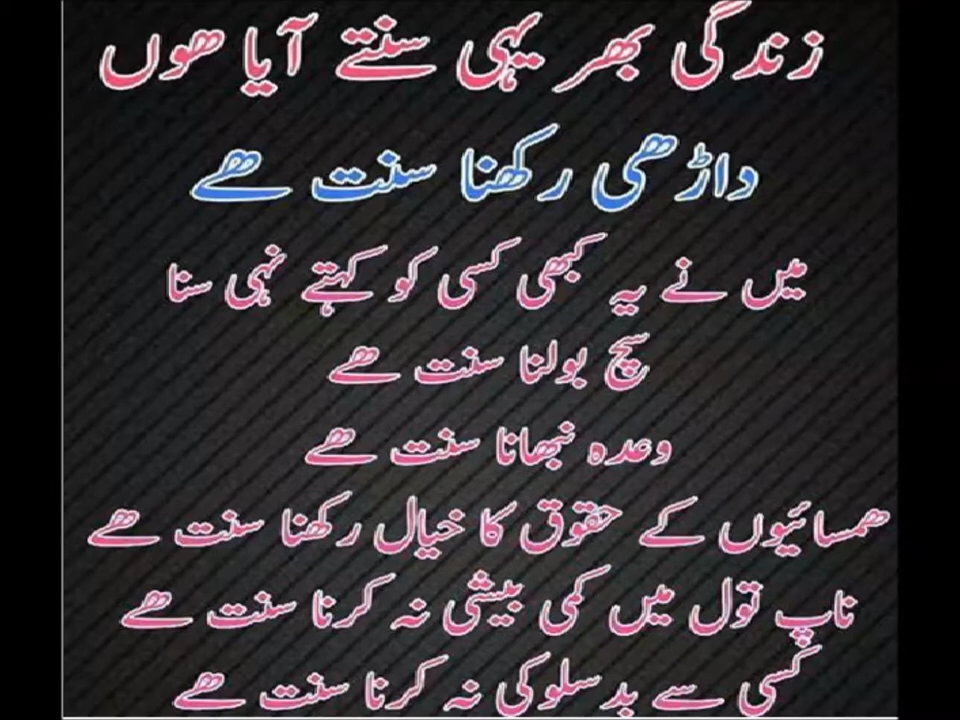 زندگی بھر یہی سنتے آیا ھوں
داڑھی رکھنا سنت ھے
میں نے یہ کبھی کسی کو کہتے نہی سنا
سچ بولنا سنت ھے
وعدہ نبھانا سنت ھے
ھمسائیوں کے حقوق کا خیال رکھنا سنت ھے
ناپ تول میں کمی بیشی نہ کرنا سنت ھے
کسی سے بدسلوکی نہ کرنا سنت ھے